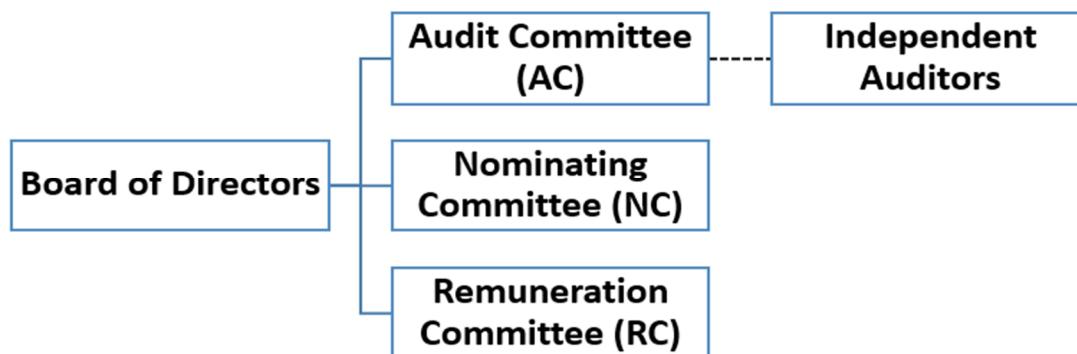 Audit Committee
(AC)
Independent
Auditors
Board of Directors
Nominating
Committee (NC)
Remuneration
Committee (RC)